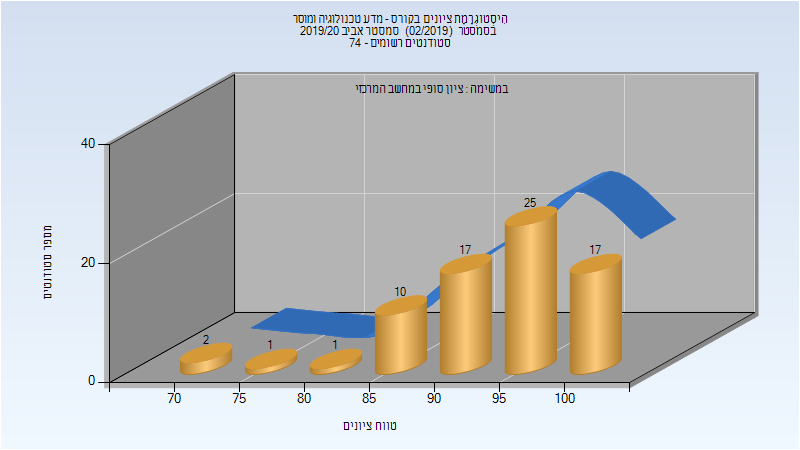 היסטוגרמת ציונים בקורס - מדע טכנולוגיה ומוסר
בסמסטר (02/2019) סמסטר אביב 2019/20
סטודנטים רשומים - 74
במשימה : ציון סופי במחשב המרכזי
מספר סטודנטים
40
20
0
2
1
1
10
17
25
17
70
75
80
85
90
95
100
טווח ציונים